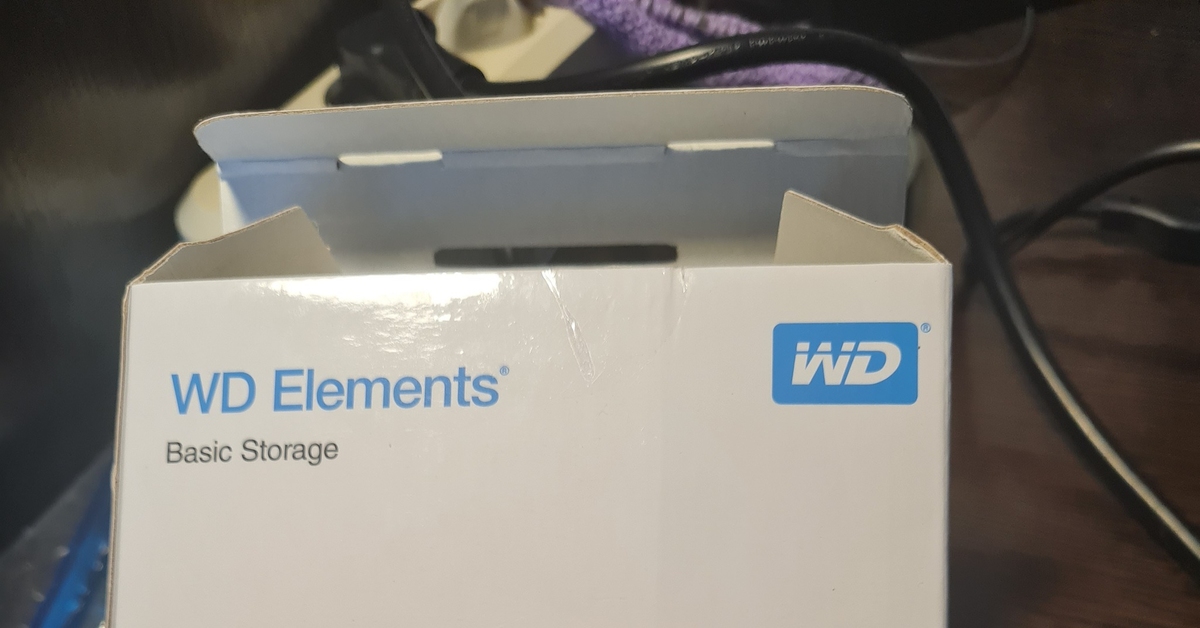 WD Elements®
Basic Storage
WD®